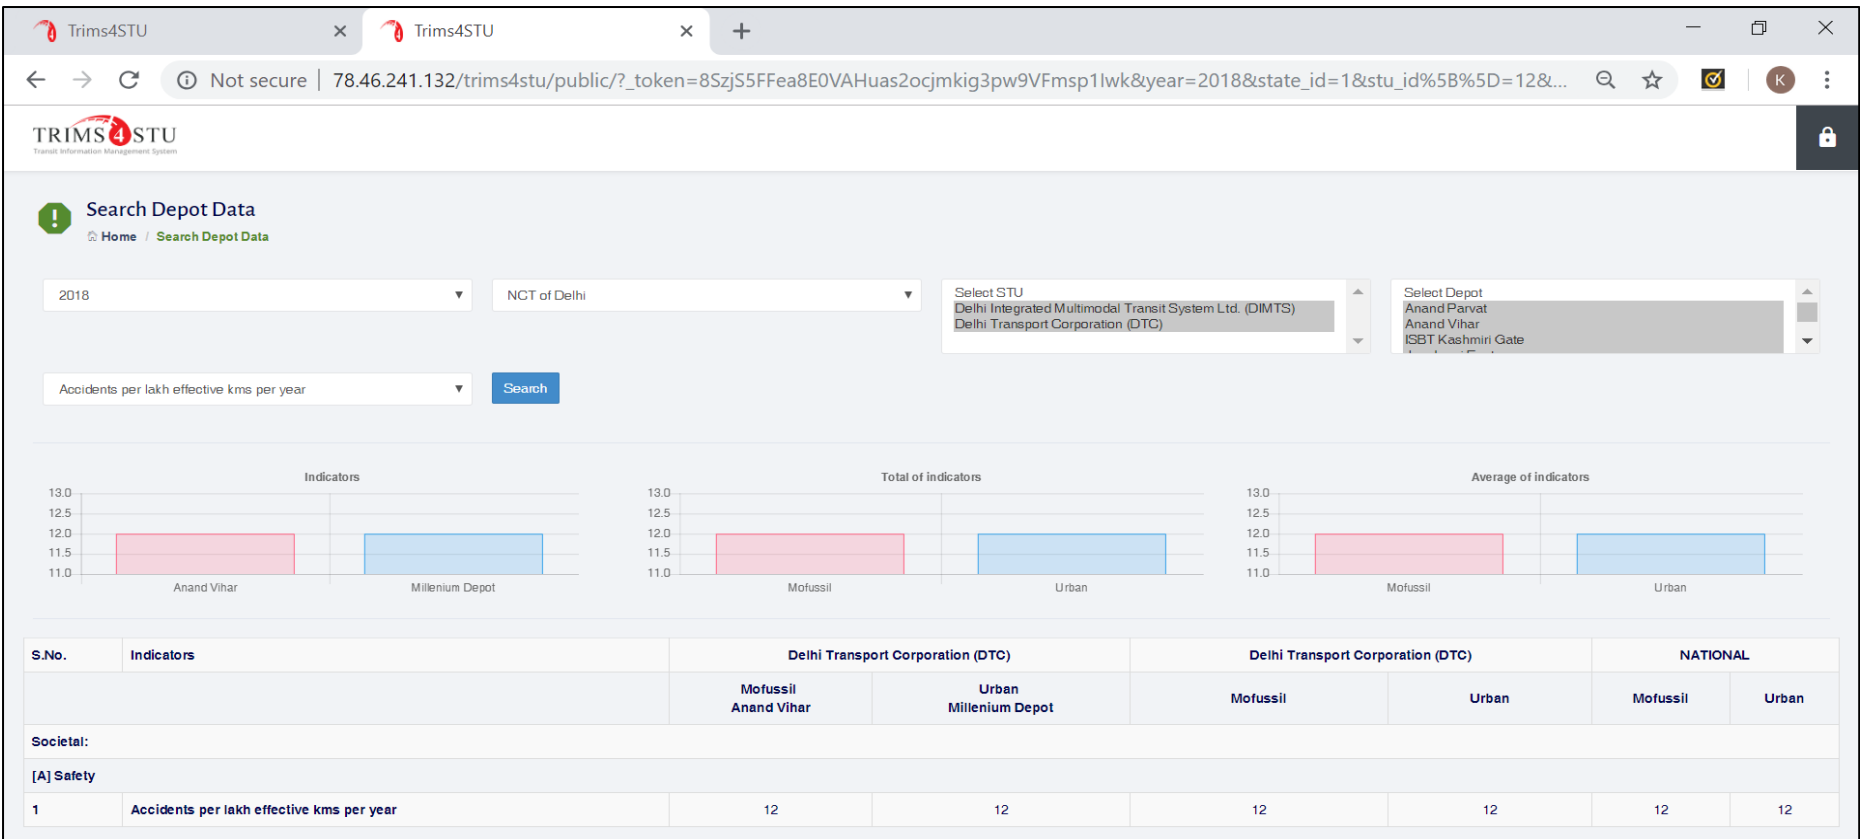 Trims4STU
Trims4STU
Not secure | 78.46.241.132/trims4stu/public/?_token=8SzjS5FFea8E0VAHuas2ocjmkig3pw9VFmsp1lwk&year=2018&state_id=1&stu_id%5B%5D=12&...
K
TRIMS4STU
Transit Information Management System
Search Depot Data
Home / Search Depot Data
2018
NCT of Delhi
Select STU
Delhi Integrated Multimodal Transit System Ltd. (DIMTS)
Delhi Transport Corporation (DTC)
Select Depot
Anand Parvat
Anand Vihar
ISBT Kashmiri Gate
Accidents per lakh effective kms per year
Search
Indicators
13.0
12.5
12.0
11.5
11.0
Anand Vihar
Millenium Depot
Total of indicators
13.0
12.5
12.0
11.5
11.0
Mofussil
Urban
Average of indicators
13.0
12.5
12.0
11.5
11.0
Mofussil
Urban
S.No. Indicators Delhi Transport Corporation (DTC) Delhi Transport Corporation (DTC) NATIONAL
Mofussil Urban Mofussil Urban Mofussil Urban
Anand Vihar Millenium Depot
Societal:
[A] Safety
1 Accidents per lakh effective kms per year 12 12 12 12 12 12